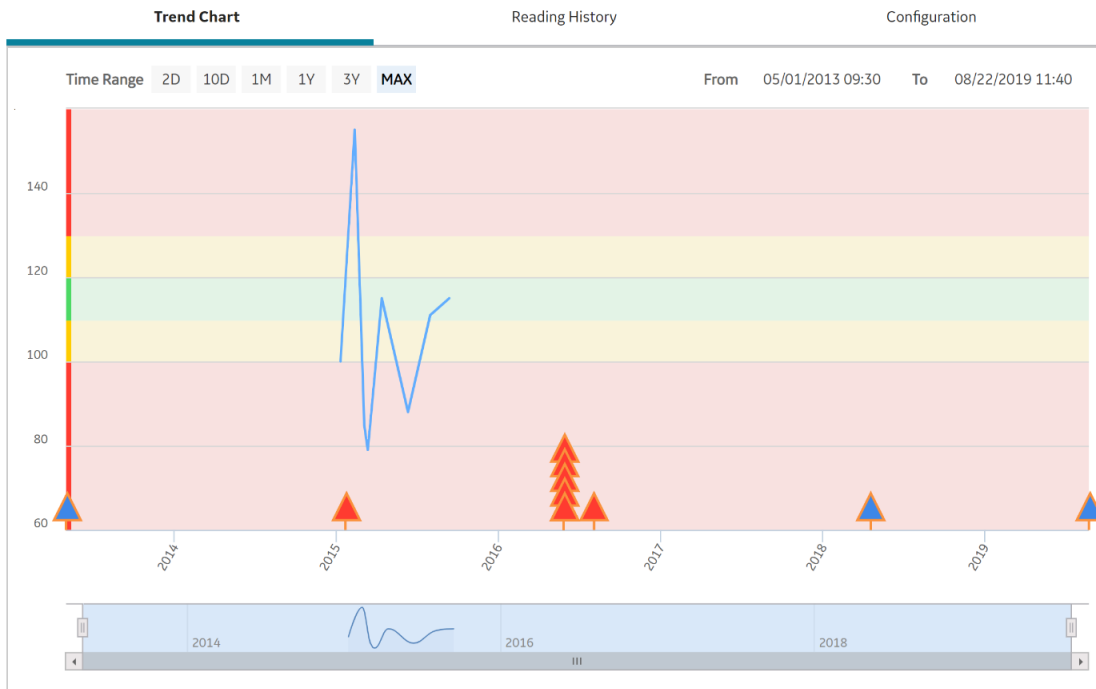 Trend Chart Reading History Configuration
Time Range 2D 10D 1M 1Y 3Y MAX From 05/01/2013 09:30 To 08/22/2019 11:40
140
120
100
80
60
2014 2015 2016 2017 2018 2019
2014 2016 2018